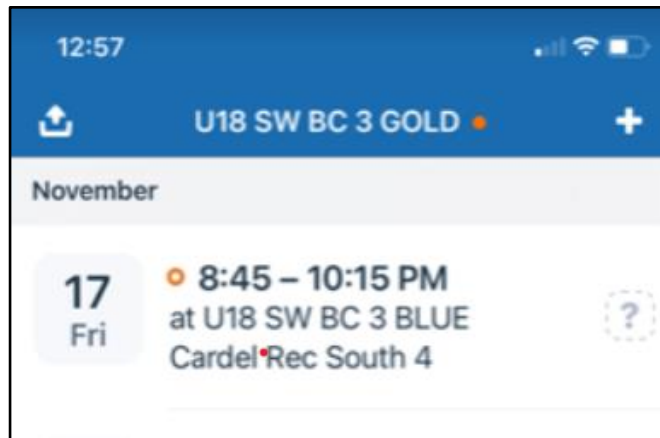 12:57
U18 SW BC 3 GOLD
November
17
Fri
8:45 – 10:15 PM
at U18 SW BC 3 BLUE
Cardel Rec South 4
?